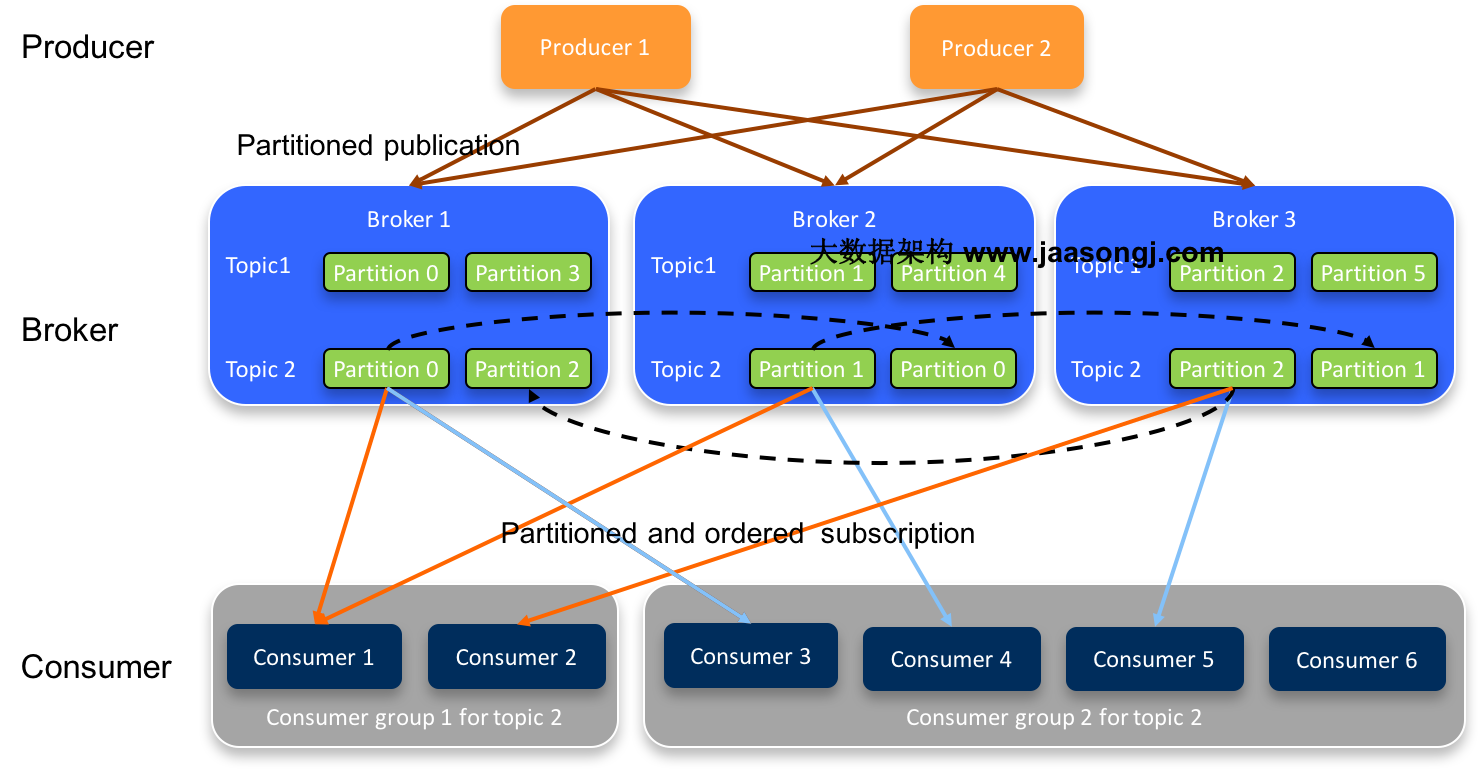 Producer
Producer 1
Producer 2
Partitioned publication
Broker
Broker 1
Topic1
Partition 0
Partition 3
Topic 2
Partition 0
Partition 2
Broker 2
大数据架构 www.jaasongj.com
Topic1
Partition 1
Partition 4
Topic 2
Partition 1
Partition 0
Broker 3
Topic 1
Partition 2
Partition 5
Topic 2
Partition 2
Partition 1
Partitioned and ordered subscription
Consumer
Consumer 1
Consumer 2
Consumer group 1 for topic 2
Consumer 3
Consumer 4
Consumer 5
Consumer 6
Consumer group 2 for topic 2